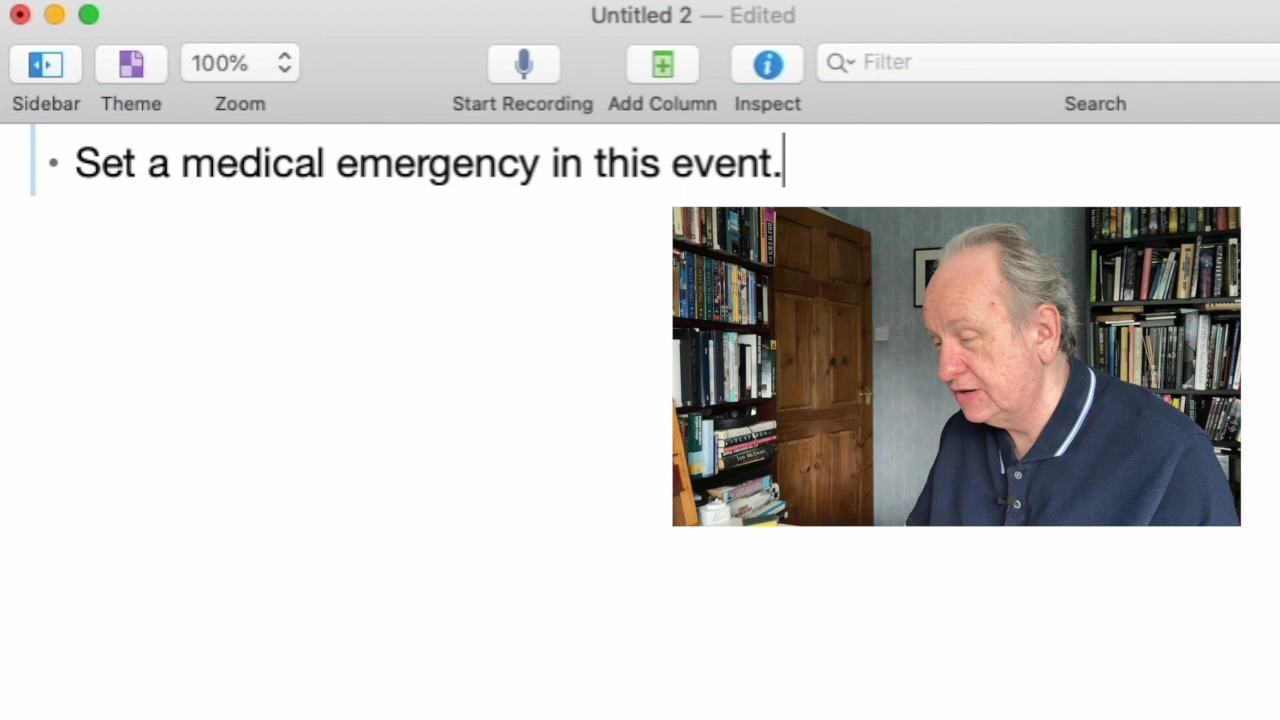 Untitled 2 — Edited
100%
Filter
Sidebar Theme Zoom Start Recording Add Column Inspect Search
• Set a medical emergency in this event.